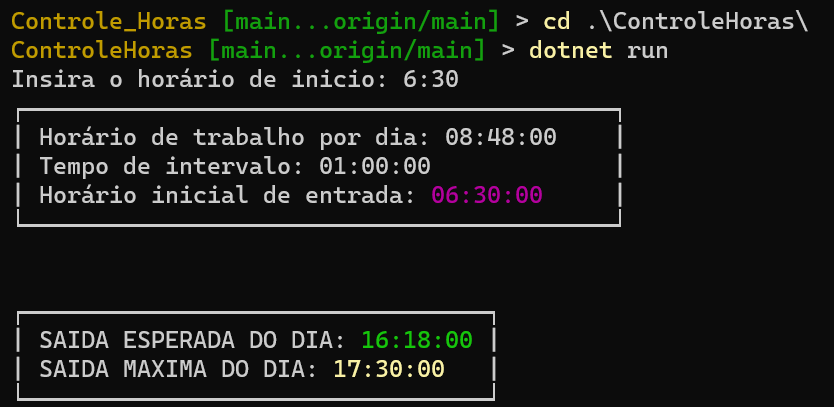 Controle_Horas [main...origin/main] > cd .\ControleHoras\
ControleHoras [main...origin/main] > dotnet run
Insira o horário de inicio: 6:30
Horário de trabalho por dia: 08:48:00
Tempo de intervalo: 01:00:00
Horário inicial de entrada: 06:30:00
SAIDA ESPERADA DO DIA: 16:18:00
SAIDA MAXIMA DO DIA: 17:30:00